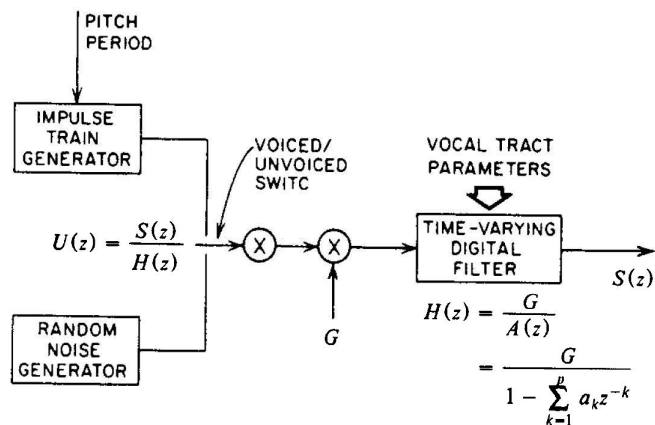 PITCH
PERIOD
IMPULSE
TRAIN
GENERATOR
VOICED/
UNVOICED
SWITC
VOCAL TRACT
PARAMETERS
U(z) = S(z)/H(z)
X
X
G
TIME-VARYING
DIGITAL
FILTER
S(z)
RANDOM
NOISE
GENERATOR
H(z) = G/A(z)
= G/(1 - ∑_{k=1}^{p} a_k z^{-k})